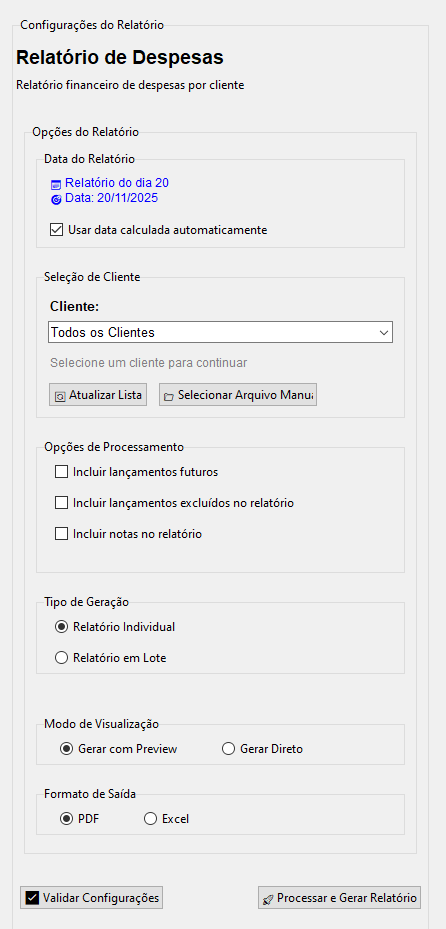 Configurações do Relatório
Relatório de Despesas
Relatório financeiro de despesas por cliente
Opções do Relatório
Data do Relatório
Relatório do dia 20
Data: 20/11/2025
Usar data calculada automaticamente
Seleção de Cliente
Cliente:
Todos os Clientes
Selecione um cliente para continuar
Atualizar Lista Selecionar Arquivo Manua
Opções de Processamento
Incluir lançamentos futuros
Incluir lançamentos excluídos no relatório
Incluir notas no relatório
Tipo de Geração
Relatório Individual
Relatório em Lote
Modo de Visualização
Gerar com Preview Gerar Direto
Formato de Saída
PDF Excel
Validar Configurações Processar e Gerar Relatório